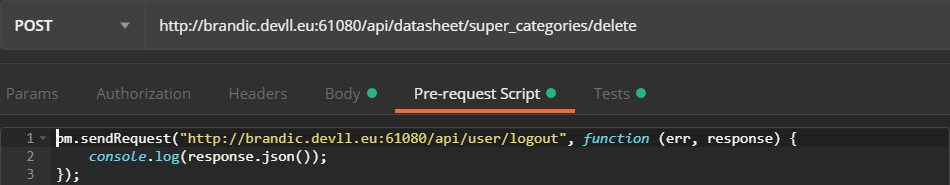 POST http://brandic.devll.eu:61080/api/datasheet/super_categories/delete
Params Authorization Headers Body Pre-request Script Tests
1 pm.sendRequest("http://brandic.devll.eu:61080/api/user/logout", function (err, response) {
2     console.log(response.json());
3 });